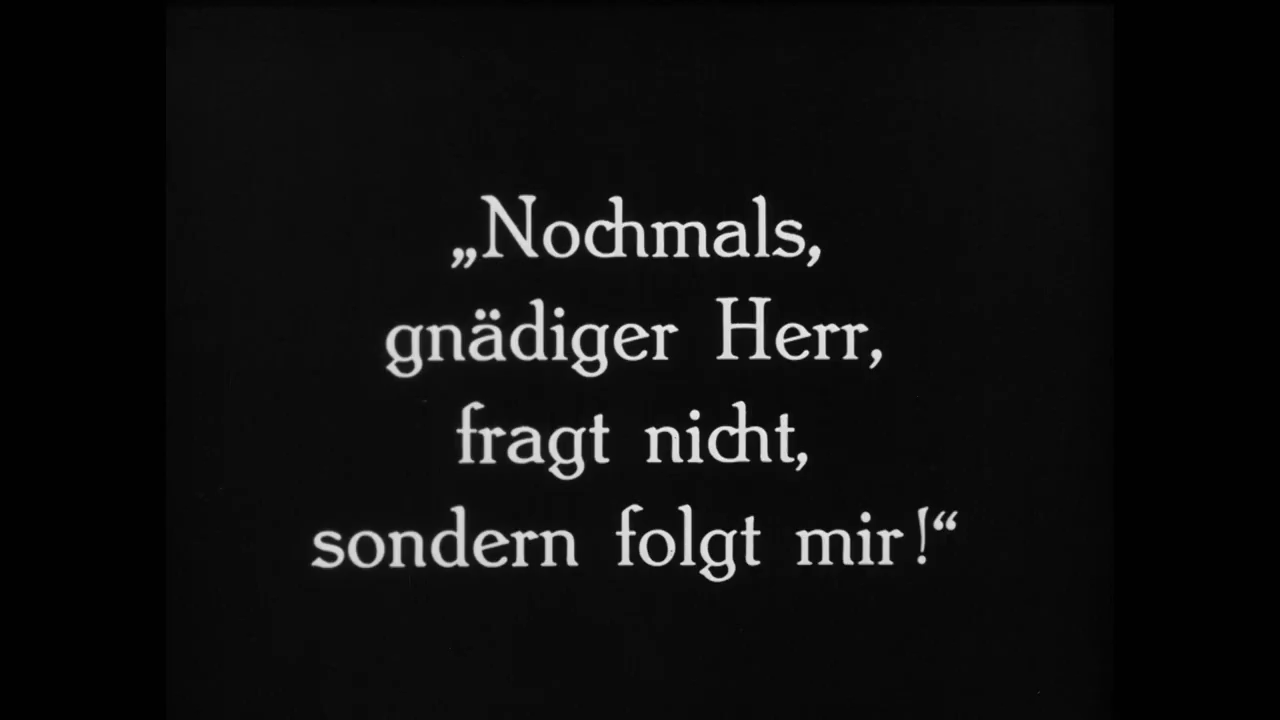 „Nochmals,
gnädiger Herr,
fragt nicht,
sondern folgt mir!“